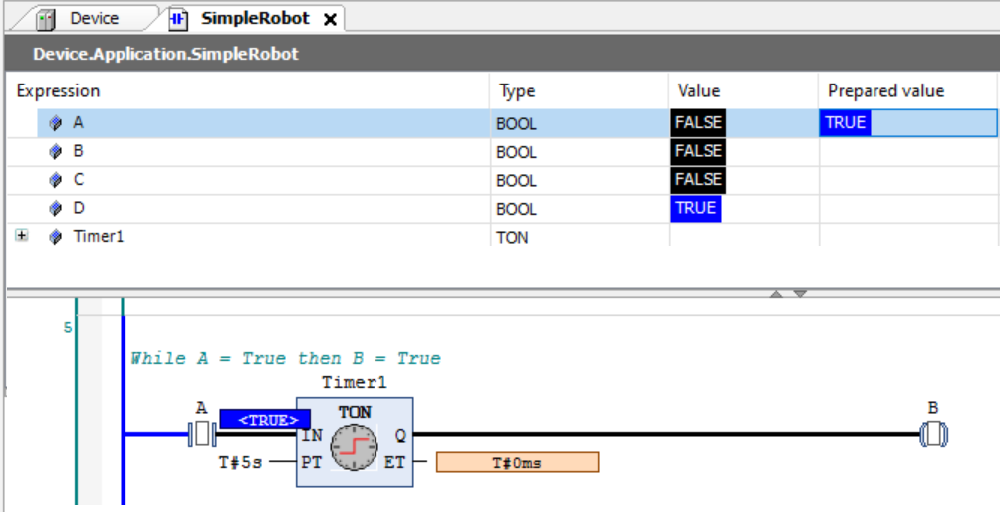 Device SimpleRobot
Device.Application.SimpleRobot
Expression Type Value Prepared value
A BOOL FALSE TRUE
B BOOL FALSE
C BOOL FALSE
D BOOL TRUE
Timer1 TON
5
While A = True then B = True
Timer1
A <TRUE> TON B
IN Q
T#5s PT ET T#0ms